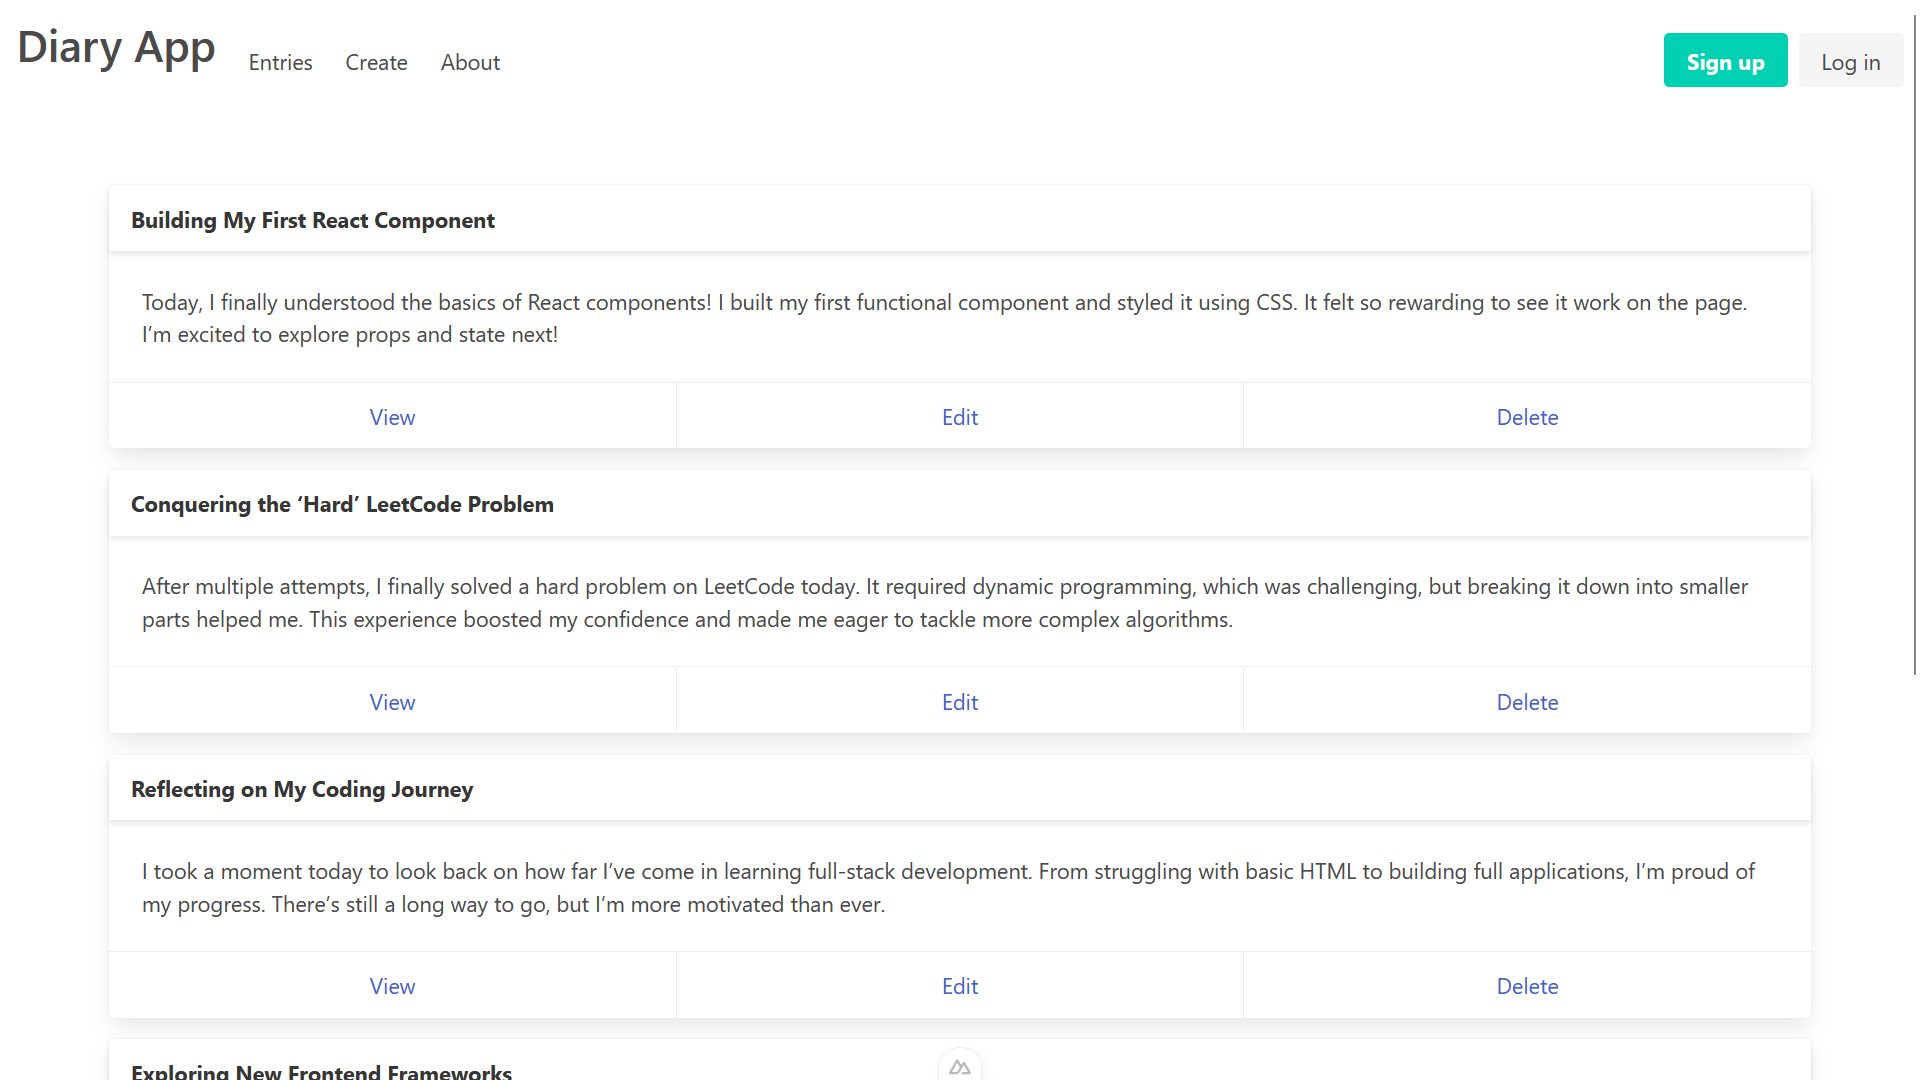 Diary App
Entries
Create
About
Sign up
Log in
Building My First React Component
Today, I finally understood the basics of React components! I built my first functional component and styled it using CSS. It felt so rewarding to see it work on the page.
I’m excited to explore props and state next!
View
Edit
Delete
Conquering the ‘Hard’ LeetCode Problem
After multiple attempts, I finally solved a hard problem on LeetCode today. It required dynamic programming, which was challenging, but breaking it down into smaller
parts helped me. This experience boosted my confidence and made me eager to tackle more complex algorithms.
View
Edit
Delete
Reflecting on My Coding Journey
I took a moment today to look back on how far I’ve come in learning full-stack development. From struggling with basic HTML to building full applications, I’m proud of
my progress. There’s still a long way to go, but I’m more motivated than ever.
View
Edit
Delete
Exploring New Frontend Frameworks